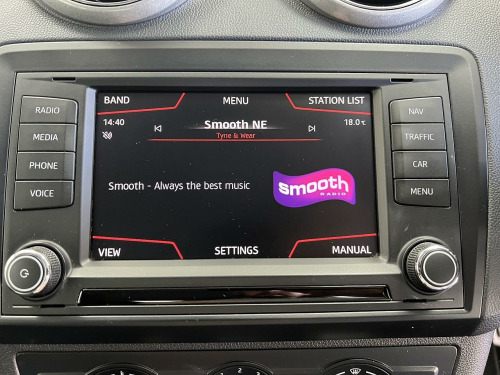 BAND MENU STATION LIST
14:40 Smooth NE 18.0°C
Tyne & Wear
Smooth - Always the best music
smooth
RADIO
VIEW SETTINGS MANUAL
RADIO
MEDIA
PHONE
VOICE
NAV
TRAFFIC
CAR
MENU